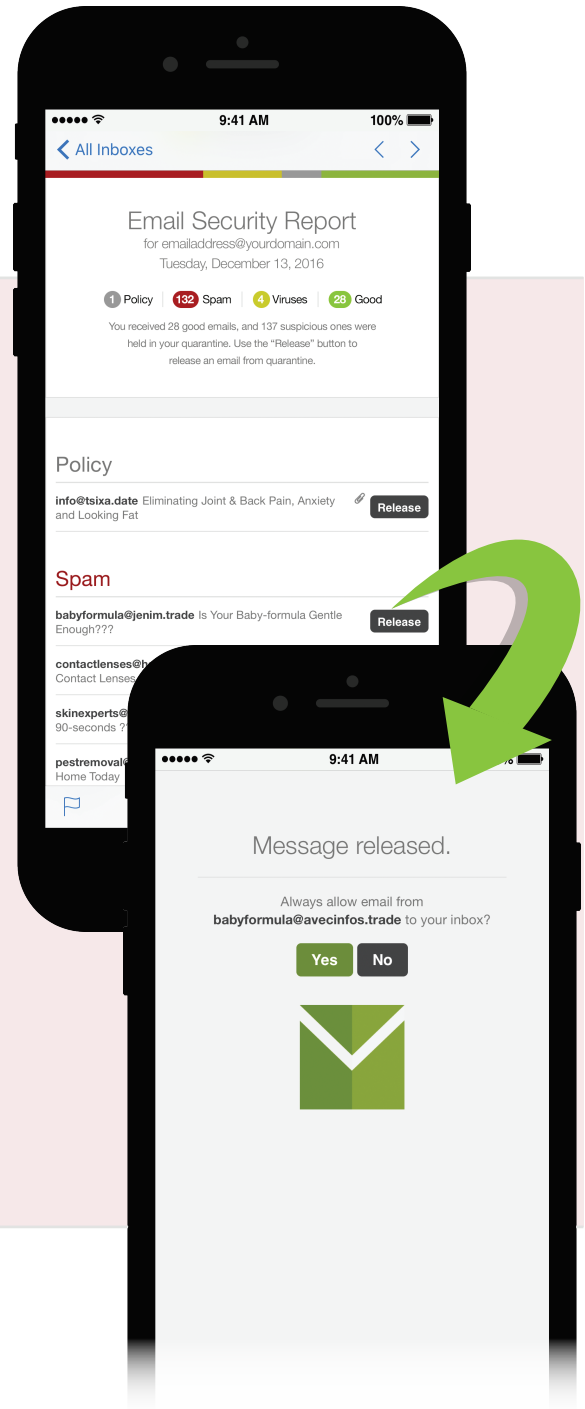 9:41 AM 100%
All Inboxes
Email Security Report
for emailaddress@yourdomain.com
Tuesday, December 13, 2016
1 Policy 132 Spam 4 Viruses 28 Good
You received 28 good emails, and 137 suspicious ones were
held in your quarantine. Use the “Release” button to
release an email from quarantine.
Policy
info@tsixa.date Eliminating Joint & Back Pain, Anxiety
and Looking Fat
Release
Spam
babyformula@jenim.trade Is Your Baby-formula Gentle
Enough???
Release
contactlenses@h
Contact Lenses
skinexperts@
90-seconds ??
pestremoval@
Home Today
9:41 AM %
Message released.
Always allow email from
babyformula@avecinfos.trade to your inbox?
Yes No